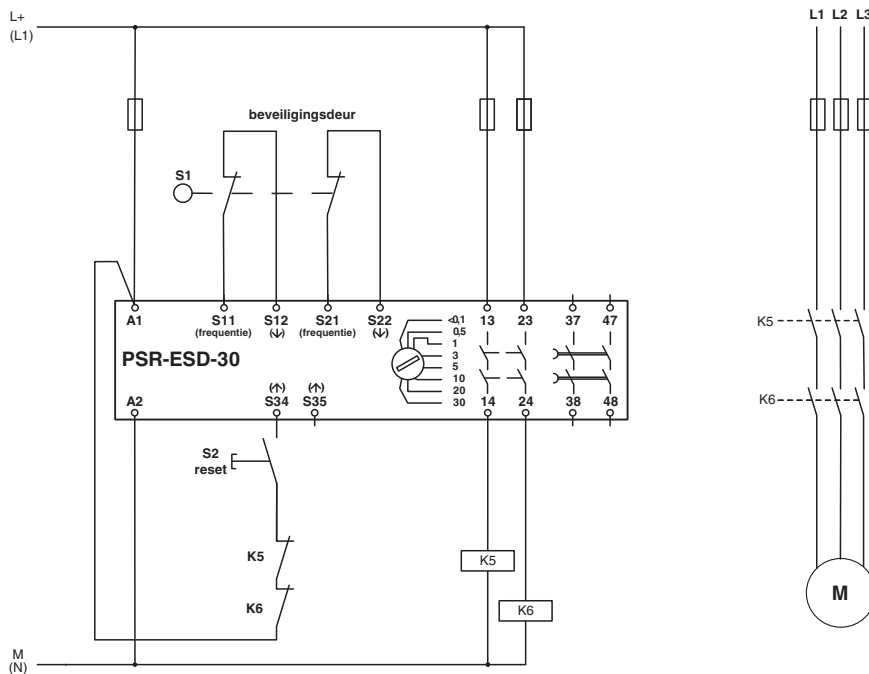 L+
(L1)
L1 L2 L3
beveiligingsdeur
S1
A1 S11 S12 S21 S22 13 23 37 47
(frequentie) (↓) (frequentie) (↓)
<0,1
0,5
1
3
5
10
20
30
PSR-ESD-30
(↑) (↑)
A2 S34 S35 14 24 38 48
K5
K6
S2
reset
K5
K6
K5
K6
M
M
(N)